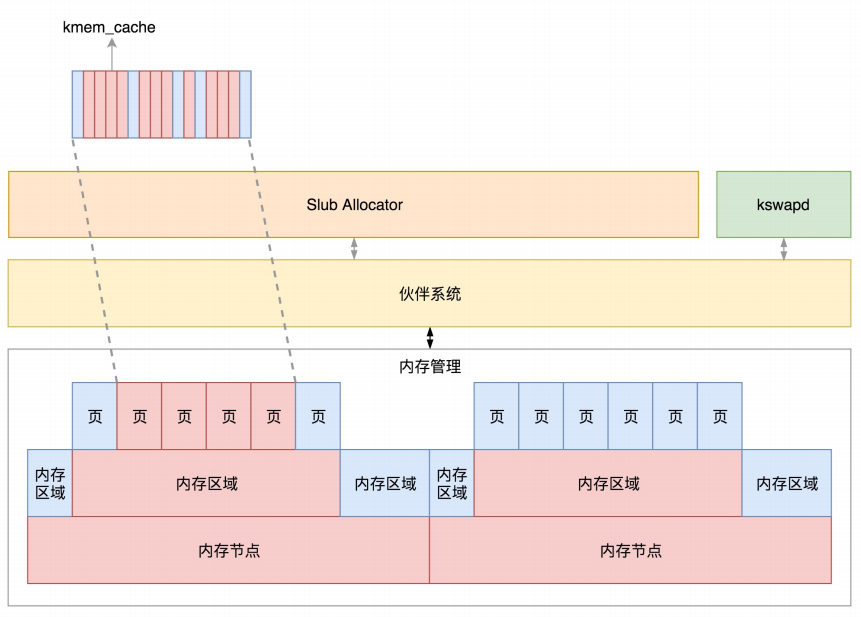 kmem_cache
Slub Allocator
kswapd
伙伴系统
内存管理
页
页
页
页
页
页
页
页
页
页
页
页
内存
区域
内存区域
内存区域
内存
区域
内存区域
内存区域
内存节点
内存节点